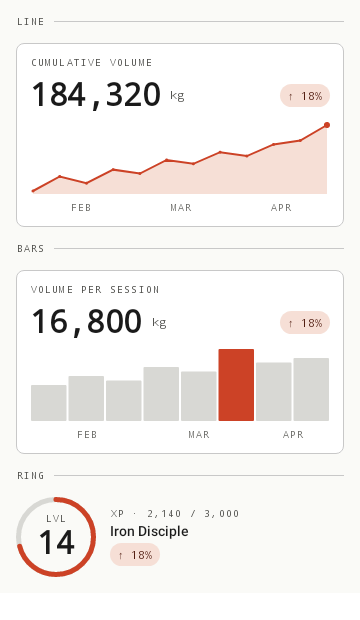 LINE
CUMULATIVE VOLUME
184,320 kg
↑ 18%
FEB MAR APR
BARS
VOLUME PER SESSION
16,800 kg
↑ 18%
FEB MAR APR
RING
LVL
14
XP · 2,140 / 3,000
Iron Disciple
↑ 18%